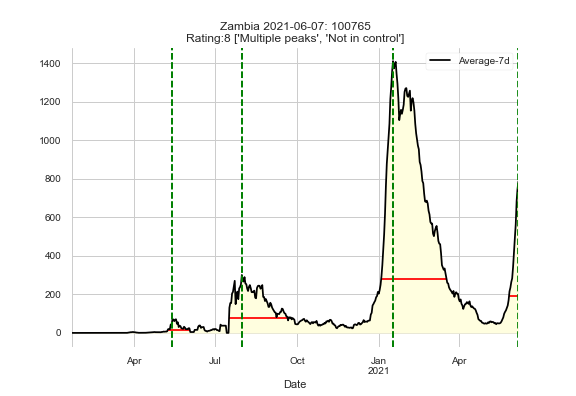 Zambia 2021-06-07: 100765
Rating:8 ['Multiple peaks', 'Not in control']
Average-7d
1400
1200
1000
800
600
400
200
0
Apr
Jul
Oct
Jan
2021
Apr
Date